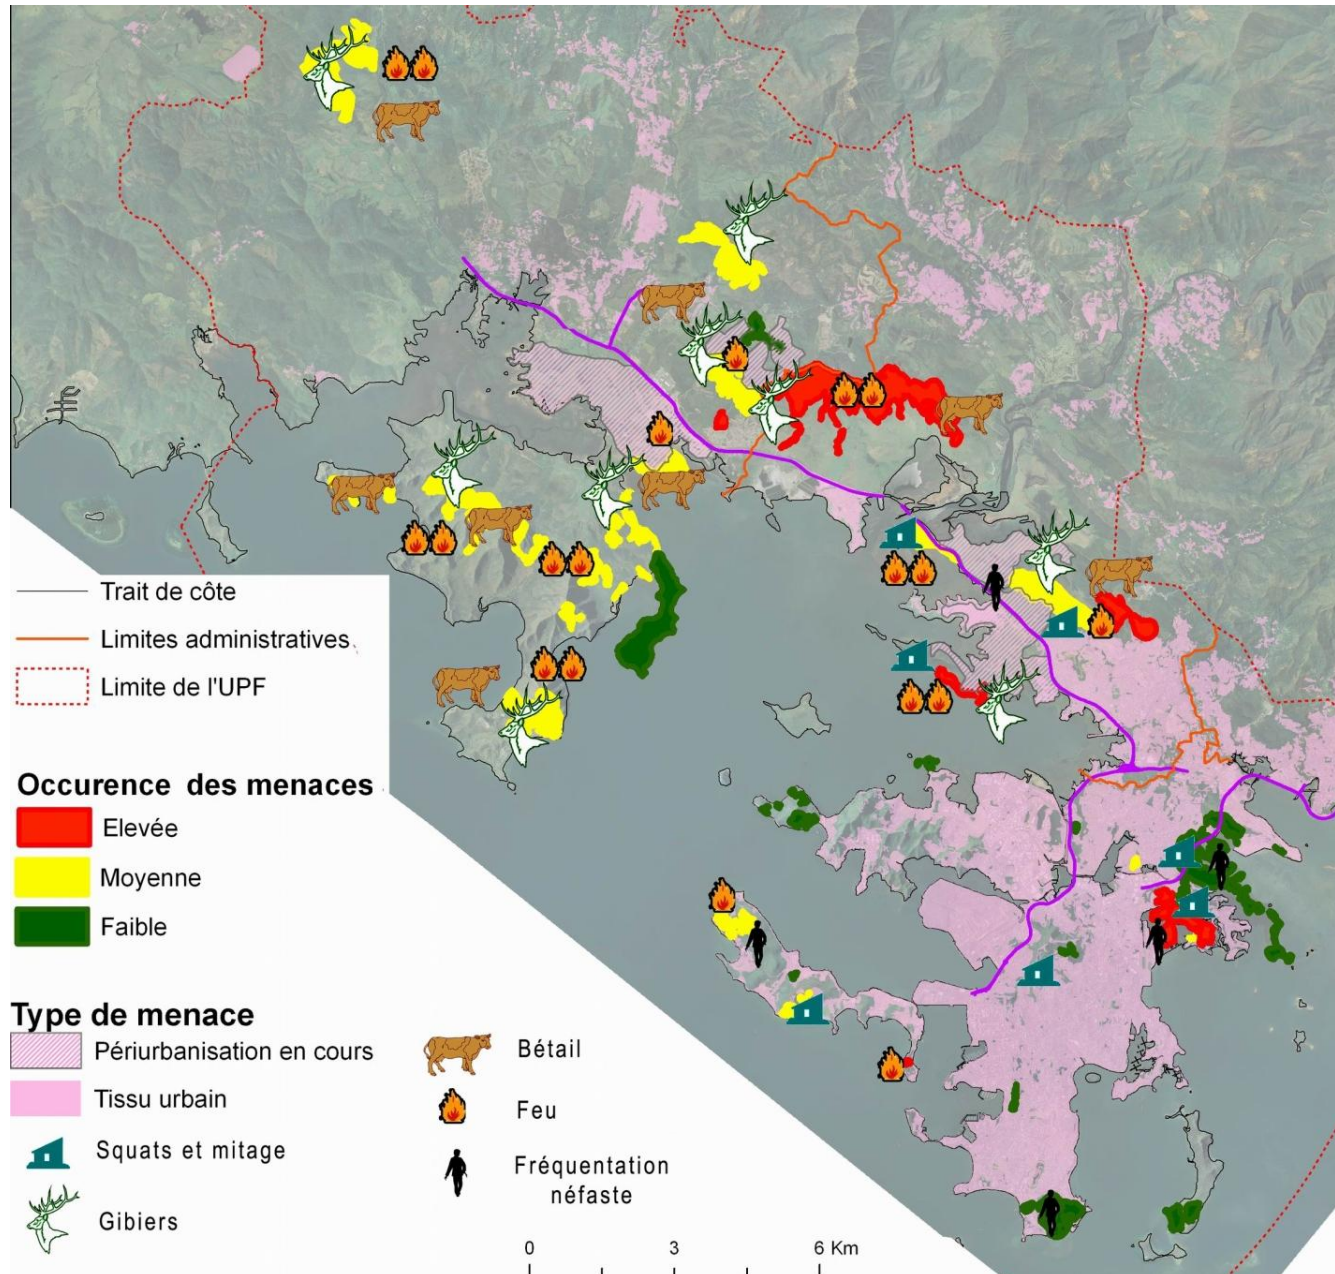 Trait de côte
Limites administratives
Limite de l'UPF
Occurence des menaces
Elevée
Moyenne
Faible
Type de menace
Périurbanisation en cours
Tissu urbain
Squats et mitage
Gibiers
Bétail
Feu
Fréquentation
néfaste
0 3 6 Km